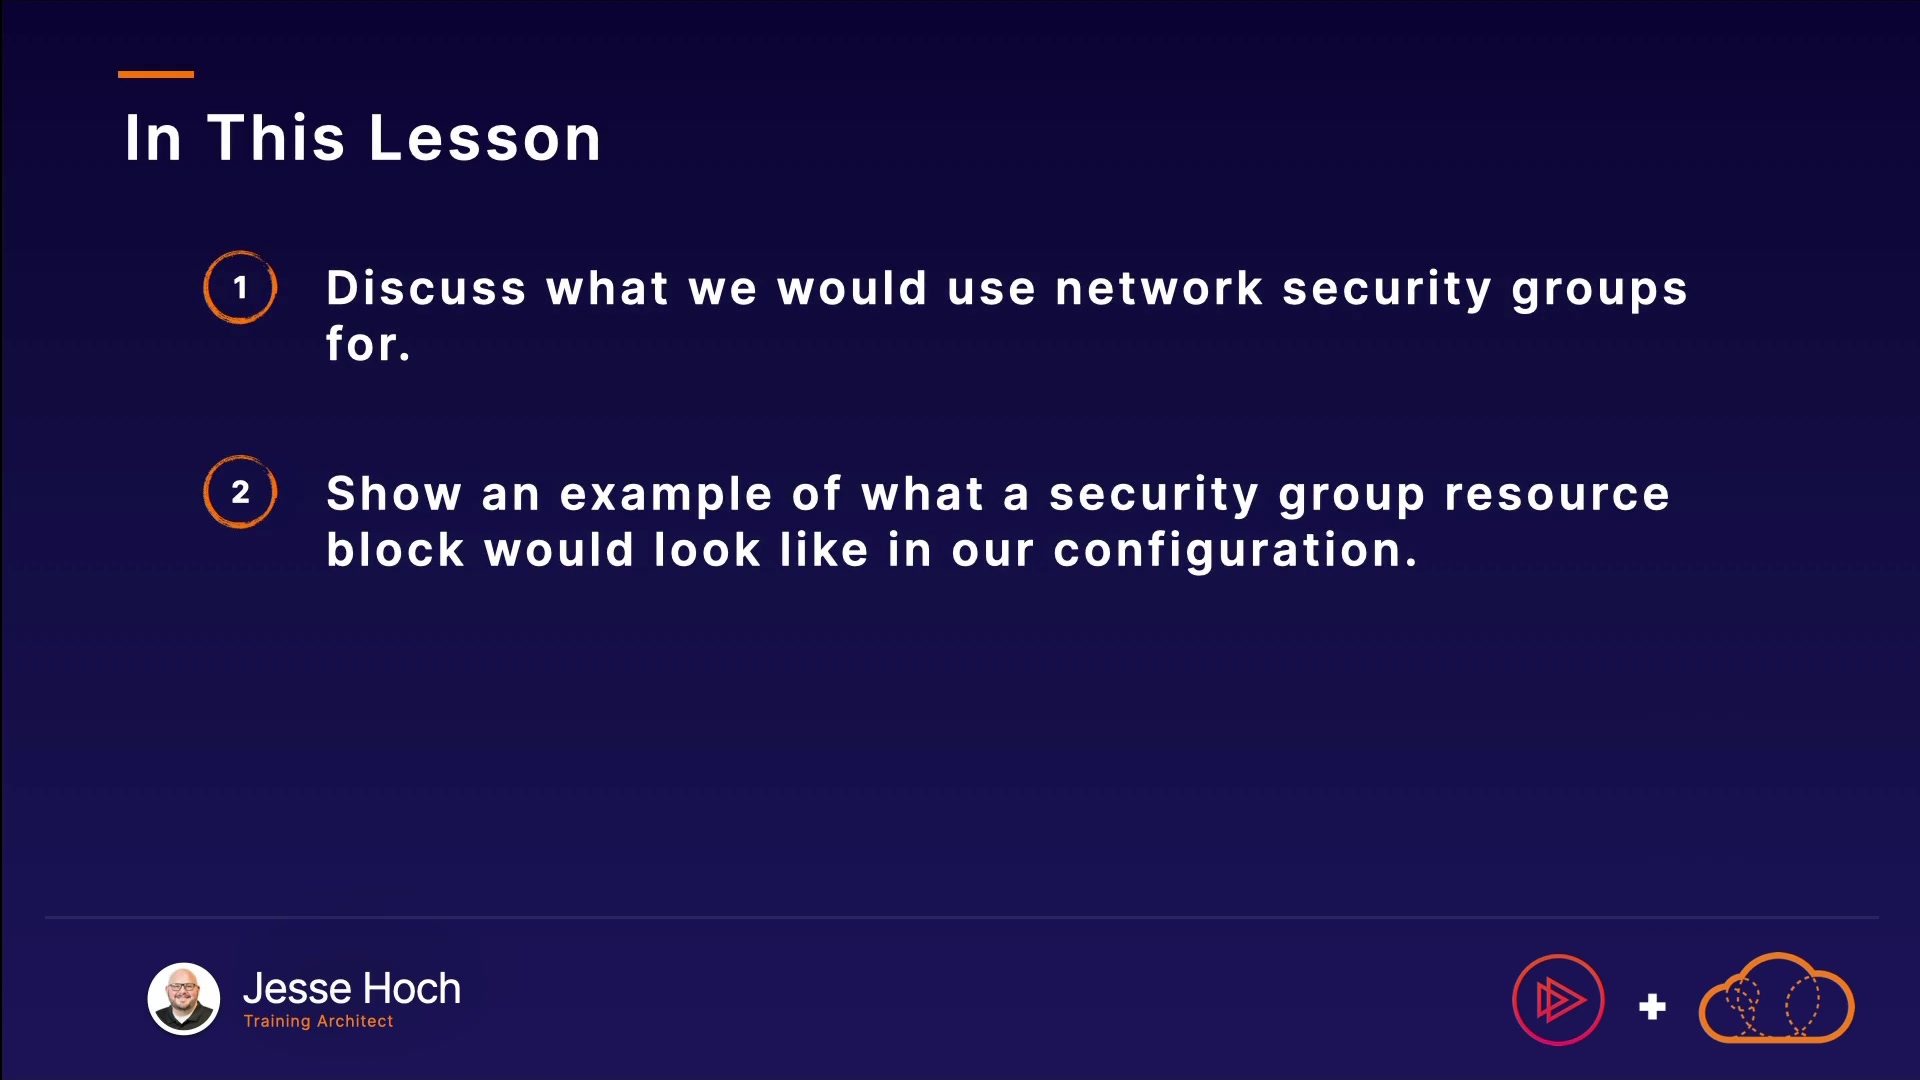 In This Lesson
1
Discuss what we would use network security groups
for.
2
Show an example of what a security group resource
block would look like in our configuration.
Jesse Hoch
Training Architect